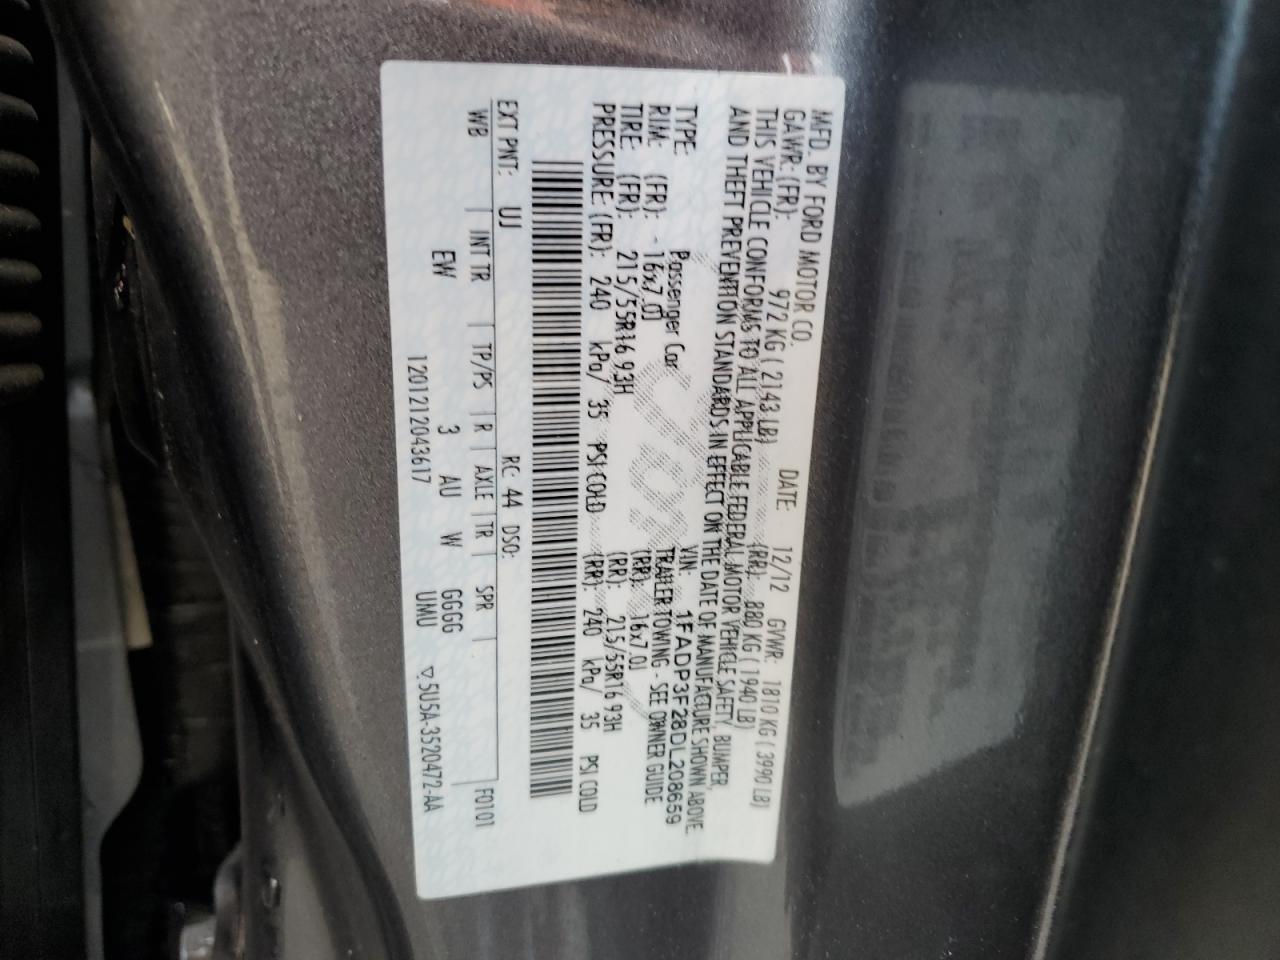 MFD. BY FORD MOTOR CO.
DATE: 12/12 GVWR: 1810 KG ( 3990 LB)
GAWR: (FR): 972 KG ( 2143 LB) (RR): 880 KG ( 1940 LB)
THIS VEHICLE CONFORMS TO ALL APPLICABLE FEDERAL MOTOR VEHICLE SAFETY, BUMPER,
AND THEFT PREVENTION STANDARDS IN EFFECT ON THE DATE OF MANUFACTURE SHOWN ABOVE.
VIN: 1FADP3F28DL208659
TYPE: Passenger Car TRAILER TOWING - SEE OWNER GUIDE
RIM: (FR): - 16x7.0J (RR): 16x7.0J
TIRE: (FR): 215/55R16 93H (RR): 215/55R16 93H
PRESSURE: (FR): 240 kPa/ 35 PSI COLD (RR): 240 kPa/ 35 PSI COLD
EXT PNT: UJ RC: 44 DSO: F0101
WB INT TR TP/PS R AXLE TR SPR
EW 3 AU W GGGG
1201212043617 UMU ▽5U5A-3520472-AA